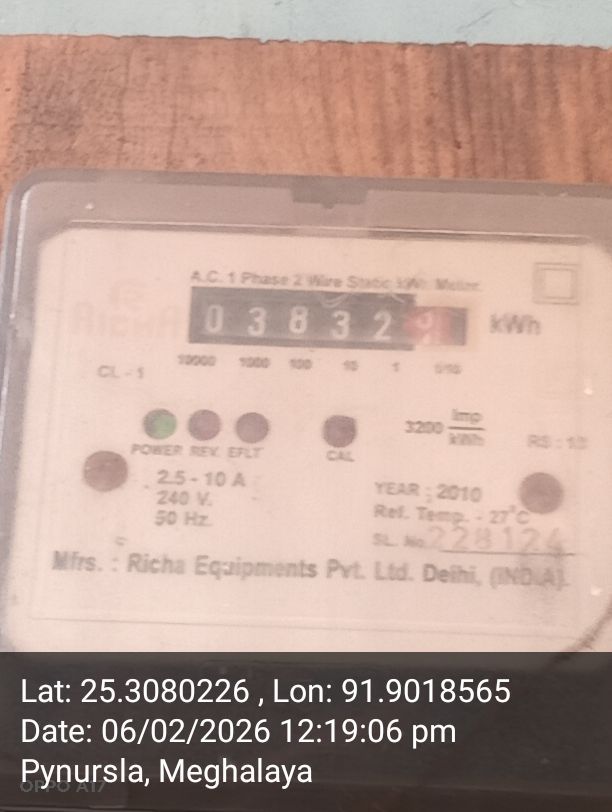 A.C. 1 Phase 2 Wire Static kWh Meter
RICHA
0 3 8 3 2 kWh
10000 1000 100 10 1 1/10
CL - 1
3200 Imp
kWh
POWER REV. EFLT CAL
2.5 - 10 A
240 V.
50 Hz.
YEAR : 2010
Ref. Temp. - 27°C
SL. No. 228124
Mfrs. : Richa Equipments Pvt. Ltd. Delhi, (INDIA).
Lat: 25.3080226 , Lon: 91.9018565
Date: 06/02/2026 12:19:06 pm
Pynursla, Meghalaya
OPPO A17